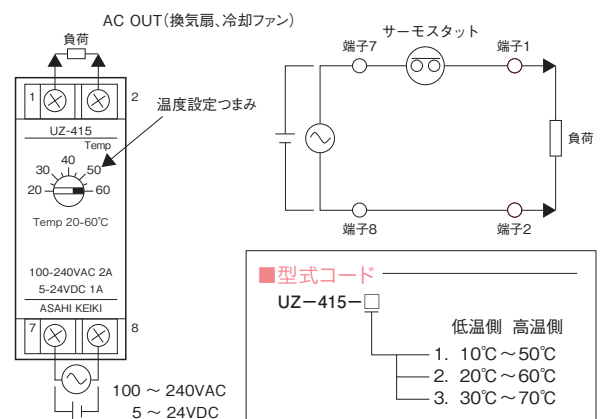 AC OUT(換気扇、冷却ファン)
負荷
1
2
UZ-415
Temp
20
30
40
50
60
Temp 20-60℃
100-240VAC 2A
5-24VDC 1A
ASAHI KEIKI
7
8
100 ～ 240VAC
5 ～ 24VDC
温度設定つまみ
サーモスタット
端子7
端子1
負荷
端子8
端子2
■型式コード
UZ－415－□
低温側 高温側
1. 10℃～50℃
2. 20℃～60℃
3. 30℃～70℃